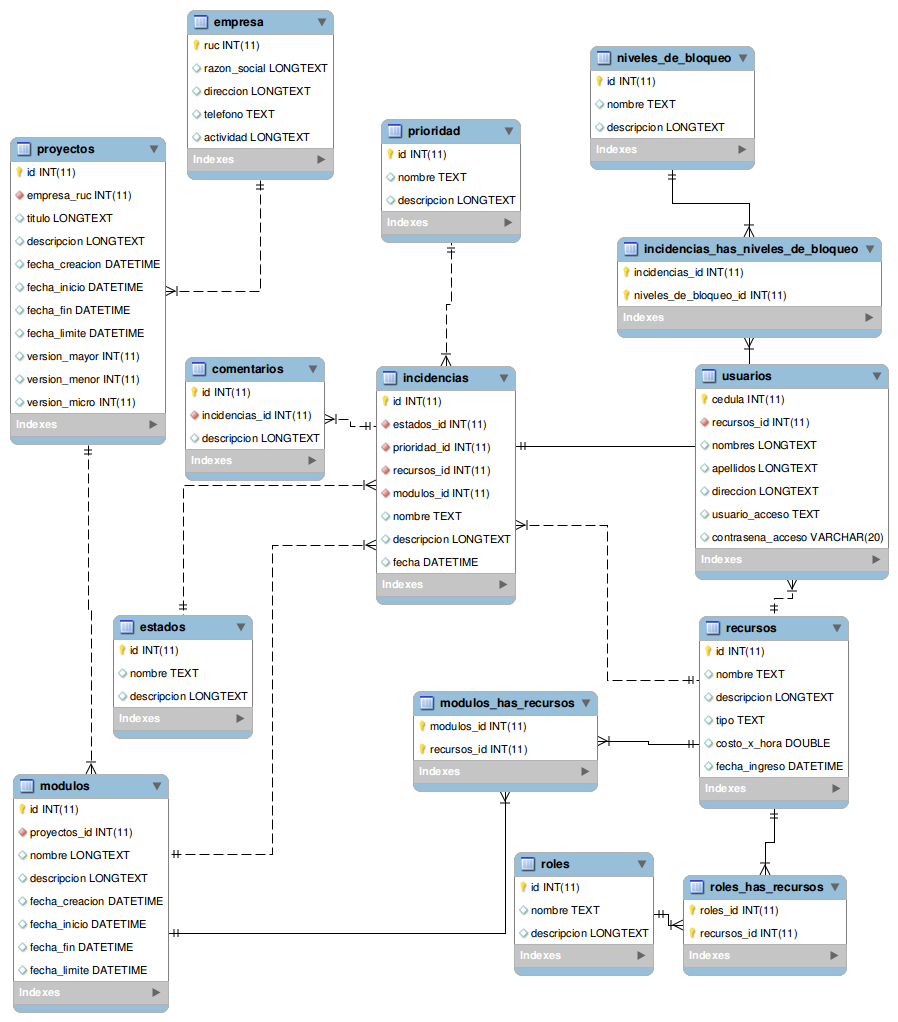 empresa
ruc INT(11)
razon_social LONGTEXT
direccion LONGTEXT
telefono TEXT
actividad LONGTEXT
Indexes
niveles_de_bloqueo
id INT(11)
nombre TEXT
descripcion LONGTEXT
Indexes
prioridad
id INT(11)
nombre TEXT
descripcion LONGTEXT
Indexes
proyectos
id INT(11)
empresa_ruc INT(11)
titulo LONGTEXT
descripcion LONGTEXT
fecha_creacion DATETIME
fecha_inicio DATETIME
fecha_fin DATETIME
fecha_limite DATETIME
version_mayor INT(11)
version_menor INT(11)
version_micro INT(11)
Indexes
incidencias_has_niveles_de_bloqueo
incidencias_id INT(11)
niveles_de_bloqueo_id INT(11)
Indexes
comentarios
id INT(11)
incidencias_id INT(11)
descripcion LONGTEXT
Indexes
incidencias
id INT(11)
estados_id INT(11)
prioridad_id INT(11)
recursos_id INT(11)
modulos_id INT(11)
nombre TEXT
descripcion LONGTEXT
fecha DATETIME
Indexes
usuarios
cedula INT(11)
recursos_id INT(11)
nombres LONGTEXT
apellidos LONGTEXT
direccion LONGTEXT
usuario_acceso TEXT
contrasena_acceso VARCHAR(20)
Indexes
estados
id INT(11)
nombre TEXT
descripcion LONGTEXT
Indexes
recursos
id INT(11)
nombre TEXT
descripcion LONGTEXT
tipo TEXT
costo_x_hora DOUBLE
fecha_ingreso DATETIME
Indexes
modulos_has_recursos
modulos_id INT(11)
recursos_id INT(11)
Indexes
modulos
id INT(11)
proyectos_id INT(11)
nombre LONGTEXT
descripcion LONGTEXT
fecha_creacion DATETIME
fecha_inicio DATETIME
fecha_fin DATETIME
fecha_limite DATETIME
Indexes
roles
id INT(11)
nombre TEXT
descripcion LONGTEXT
Indexes
roles_has_recursos
roles_id INT(11)
recursos_id INT(11)
Indexes